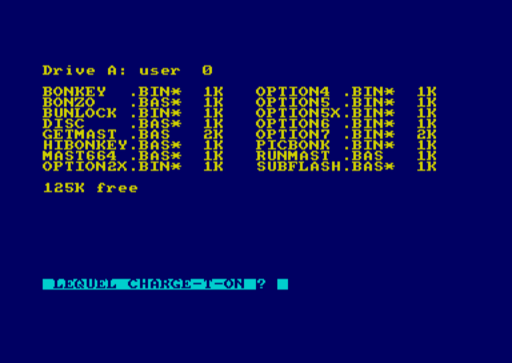 Drive A: user 0
BONKEY .BIN* 1K OPTION4 .BIN* 1K
BONZO .BAS* 1K OPTION5 .BIN* 1K
BUNLOCK .BIN* 1K OPTION5X.BIN* 1K
DISC .BAS* 1K OPTION6 .BIN* 1K
GETMAST .BAS 2K OPTION7 .BIN* 2K
HIBONKEY.BAS* 1K PICBONK .BIN* 1K
MAST664 .BAS* 1K RUNMAST .BAS 1K
OPTION2X.BIN* 1K SUBFLASH.BAS* 1K
125K free
LEQUEL CHARGE-T-ON ?